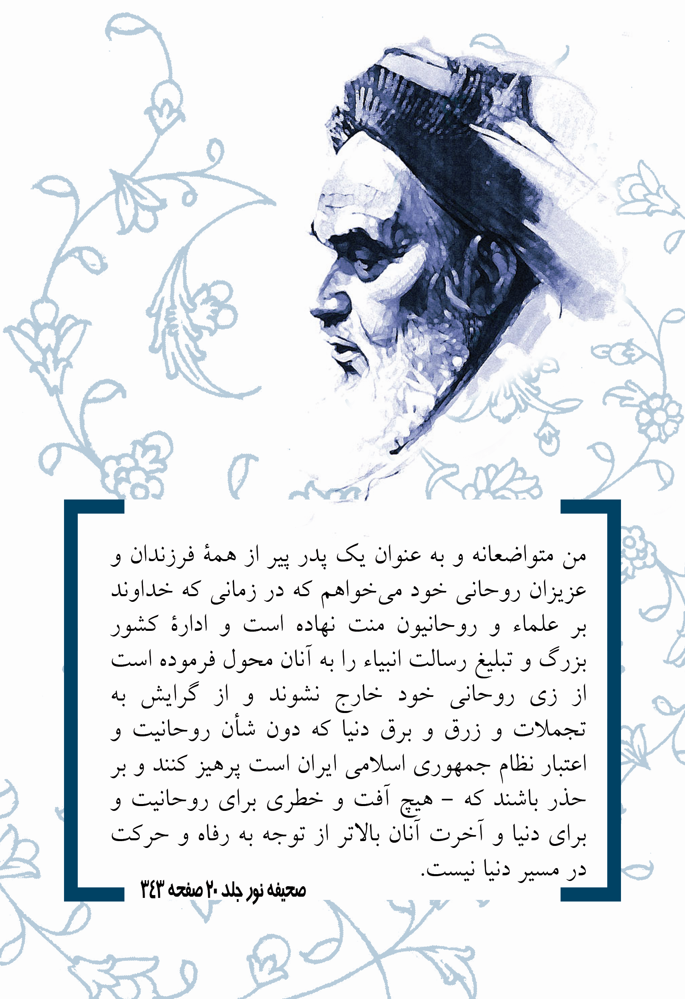 من متواضعانه و به عنوان یک پدر پیر از همهٔ فرزندان و
عزیزان روحانی خود می‌خواهم که در زمانی که خداوند
بر علماء و روحانیون منت نهاده است و ادارهٔ کشور
بزرگ و تبلیغ رسالت انبیاء را به آنان محول فرموده است
از زی روحانی خود خارج نشوند و از گرایش به
تجملات و زرق و برق دنیا که دون شأن روحانیت و
اعتبار نظام جمهوری اسلامی ایران است پرهیز کنند و بر
حذر باشند که - هیچ آفت و خطری برای روحانیت و
برای دنیا و آخرت آنان بالاتر از توجه به رفاه و حرکت
در مسیر دنیا نیست.
صحیفه نور جلد ۲۰ صفحه ۳٤۳